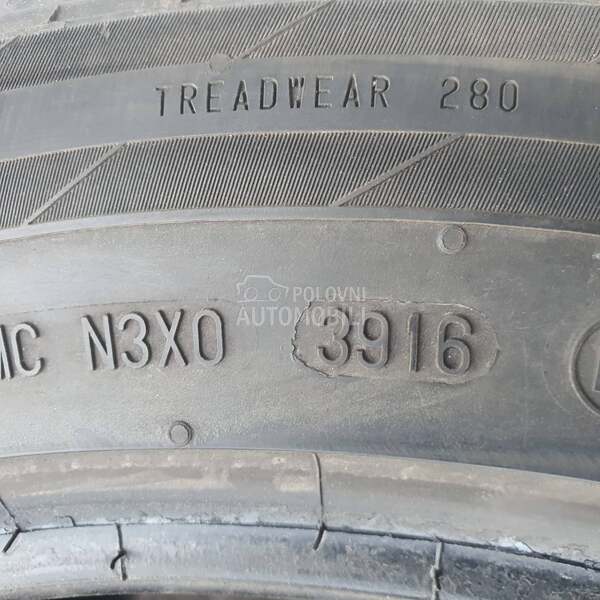 TREADWEAR 280
POLOVNI
AUTOMOBILI
MC N3X0 3916